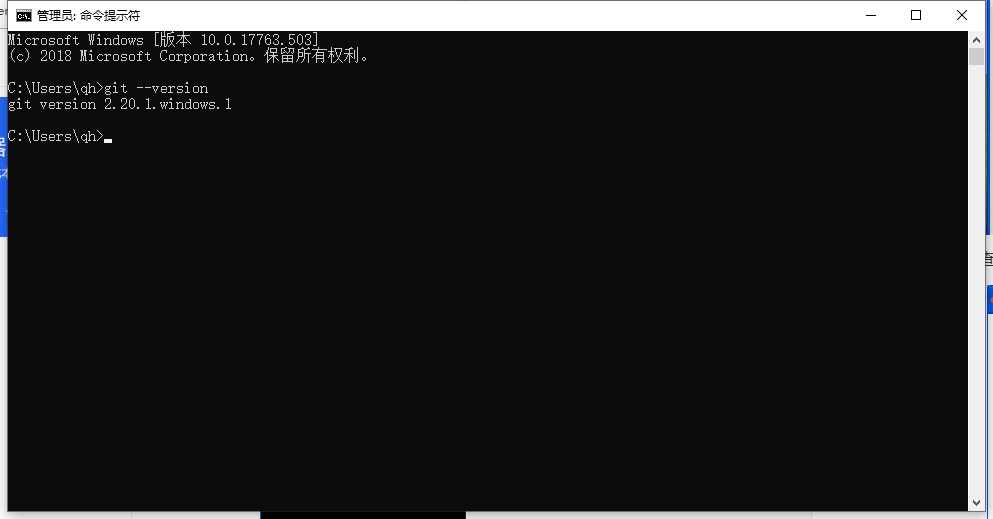 管理员: 命令提示符
Microsoft Windows [版本 10.0.17763.503]
(c) 2018 Microsoft Corporation。保留所有权利。
C:\Users\qh>git --version
git version 2.20.1.windows.1
C:\Users\qh>